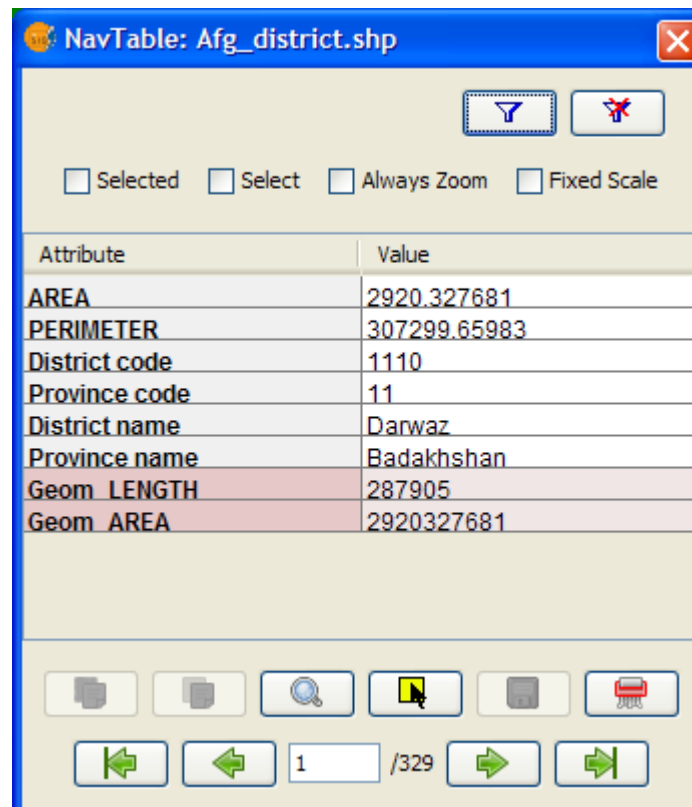 NavTable: Afg_district.shp
Selected Select Always Zoom Fixed Scale
Attribute Value
AREA 2920.327681
PERIMETER 307299.65983
District code 1110
Province code 11
District name Darwaz
Province name Badakhshan
Geom_LENGTH 287905
Geom_AREA 2920327681
1 /329